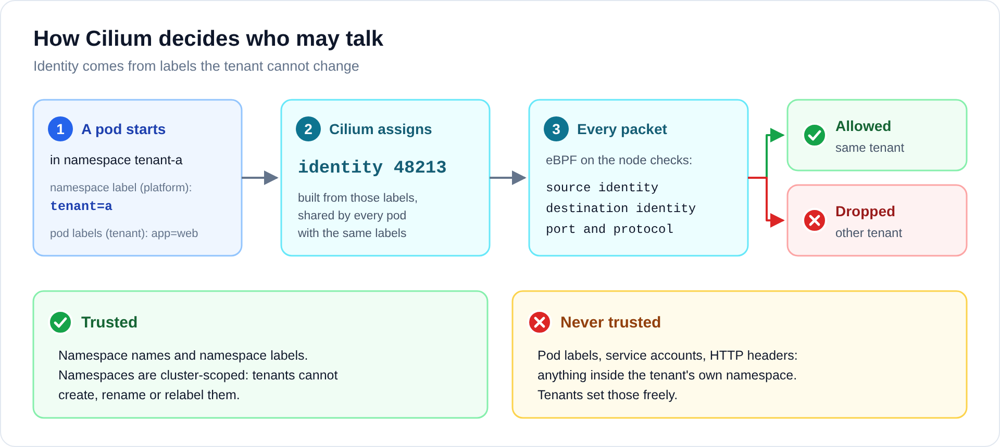 How Cilium decides who may talk
Identity comes from labels the tenant cannot change
1 A pod starts
in namespace tenant-a
namespace label (platform):
tenant=a
pod labels (tenant): app=web
2 Cilium assigns
identity 48213
built from those labels,
shared by every pod
with the same labels
3 Every packet
eBPF on the node checks:
source identity
destination identity
port and protocol
Allowed
same tenant
Dropped
other tenant
Trusted
Namespace names and namespace labels.
Namespaces are cluster-scoped: tenants cannot
create, rename or relabel them.
Never trusted
Pod labels, service accounts, HTTP headers:
anything inside the tenant's own namespace.
Tenants set those freely.